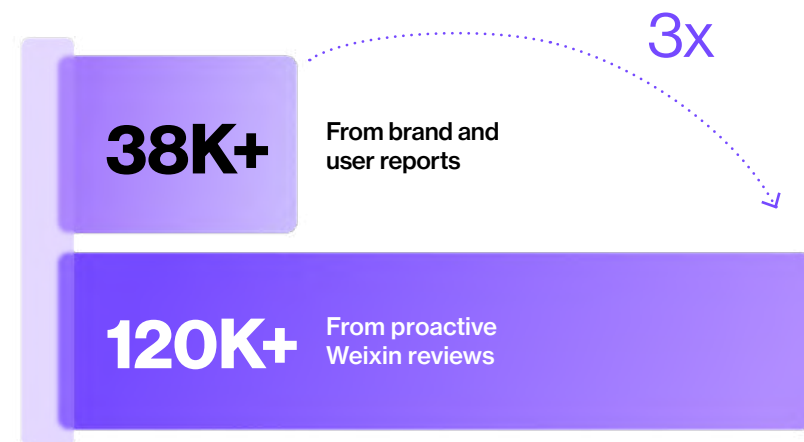 3x
38K+
From brand and
user reports
120K+
From proactive
Weixin reviews